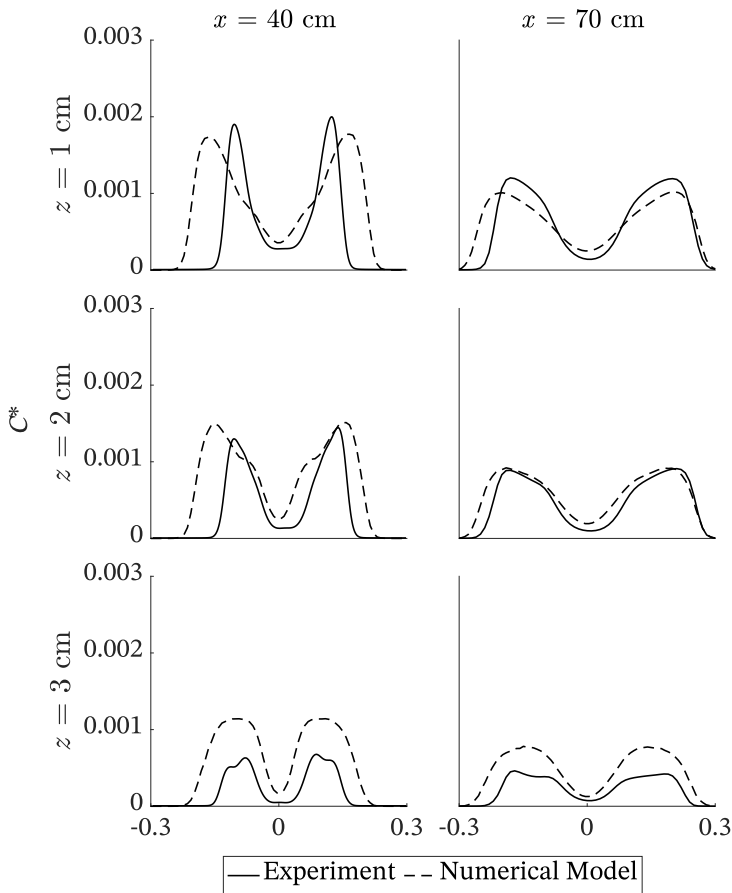 x = 40 cm
x = 70 cm
C*
z = 1 cm
0.003
0.002
0.001
0
z = 2 cm
0.003
0.002
0.001
0
z = 3 cm
0.003
0.002
0.001
0
-0.3 0 0.3
-0.3 0 0.3
Experiment
Numerical Model